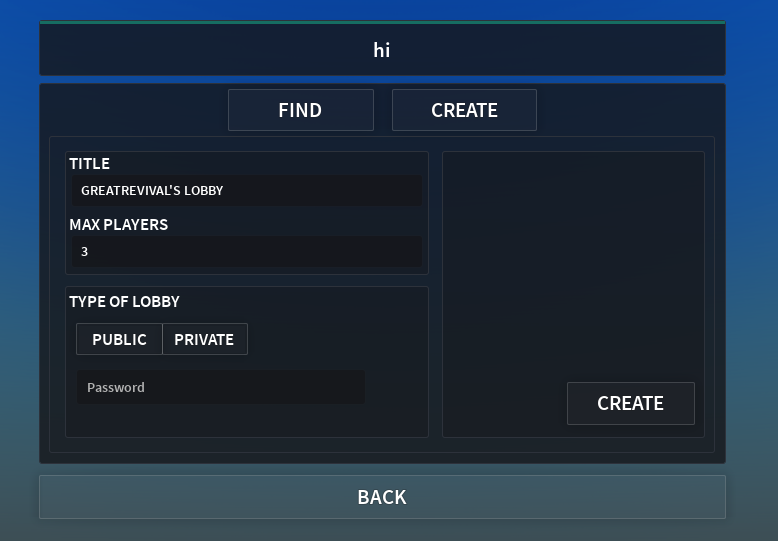 hi
FIND CREATE
TITLE
GREATREVIVAL'S LOBBY
MAX PLAYERS
3
TYPE OF LOBBY
PUBLIC PRIVATE
Password
CREATE
BACK